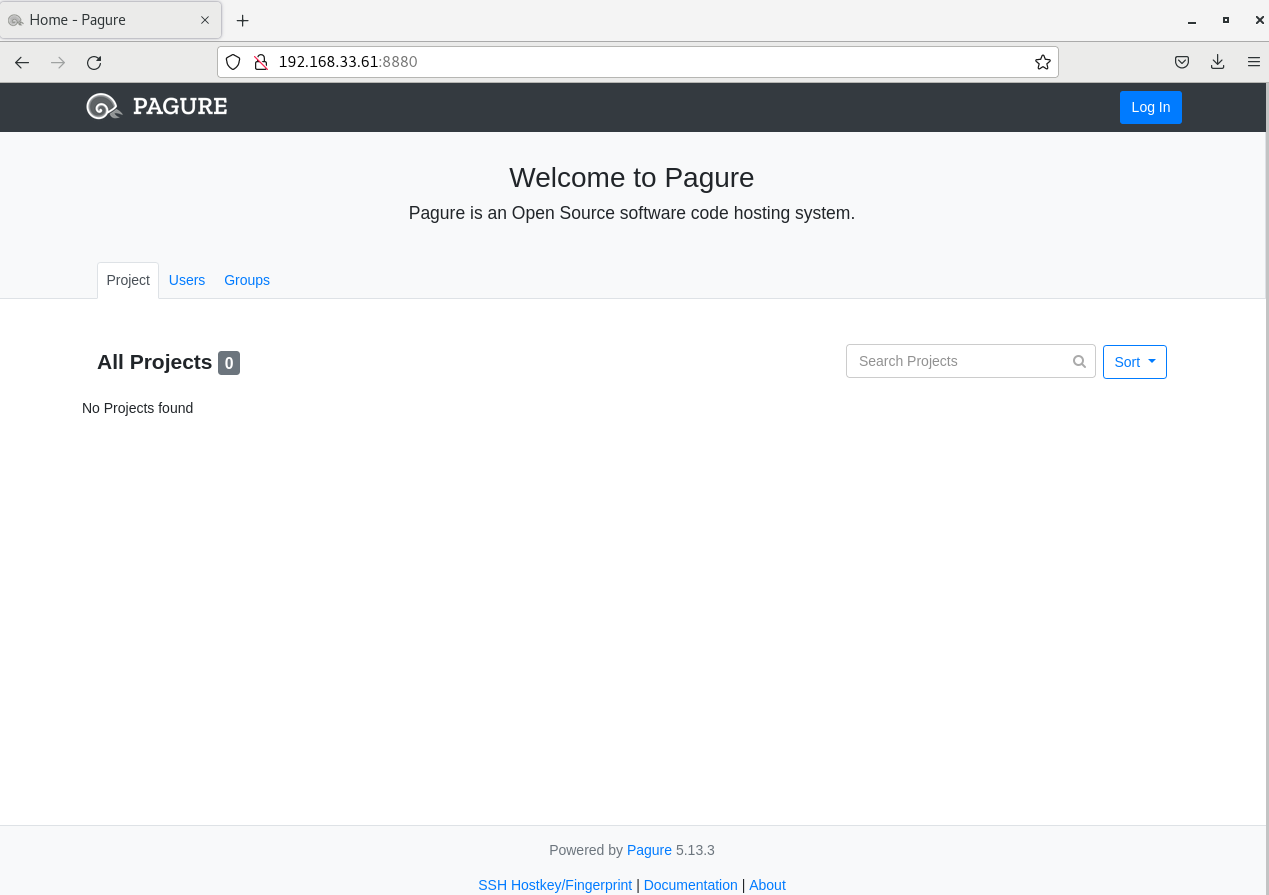 Home - Pagure
192.168.33.61:8880
PAGURE
Log In
Welcome to Pagure
Pagure is an Open Source software code hosting system.
Project Users Groups
All Projects 0
Search Projects
Sort
No Projects found
Powered by Pagure 5.13.3
SSH Hostkey/Fingerprint | Documentation | About